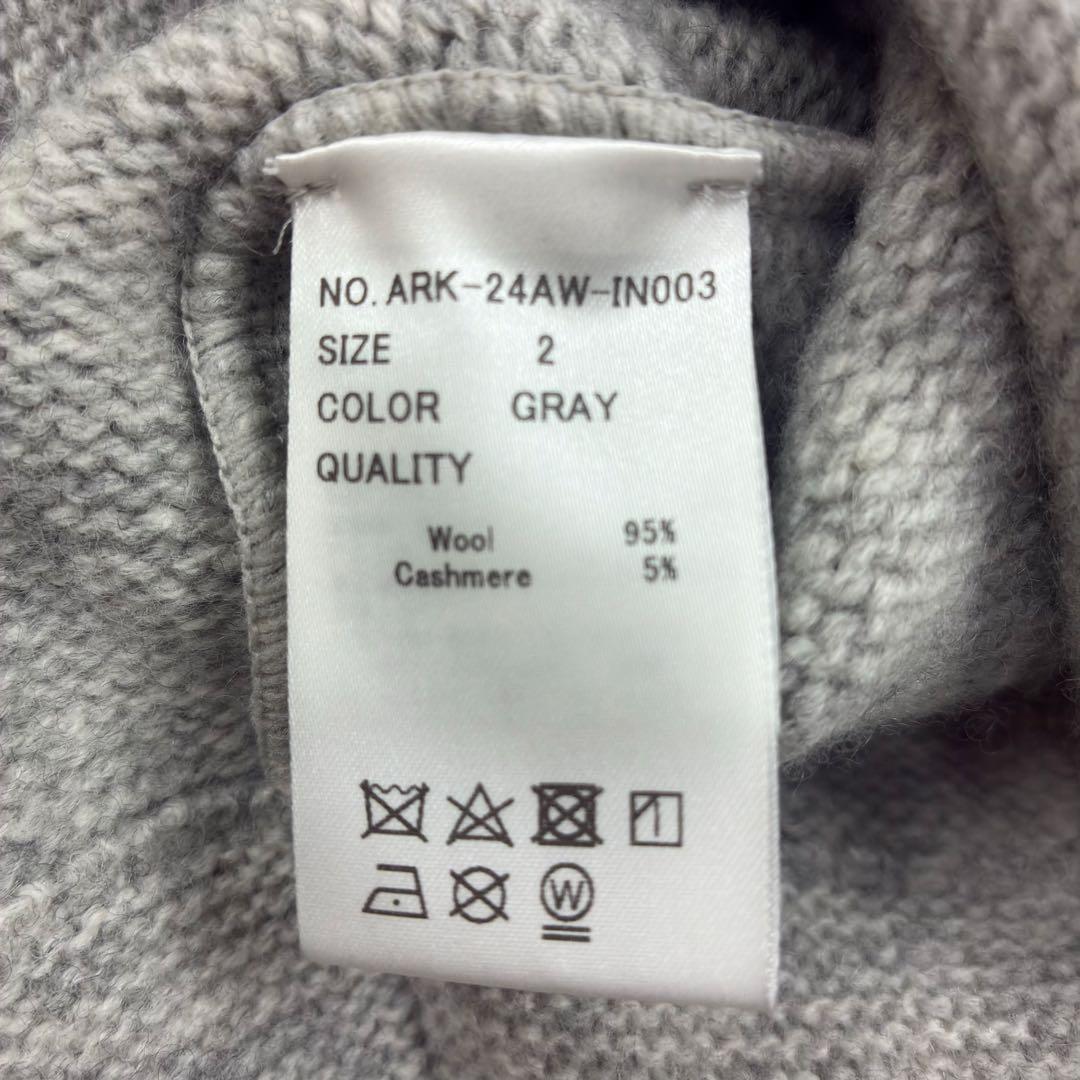 NO. ARK-24AW-IN003
SIZE 2
COLOR GRAY
QUALITY
Wool 95%
Cashmere 5%
W